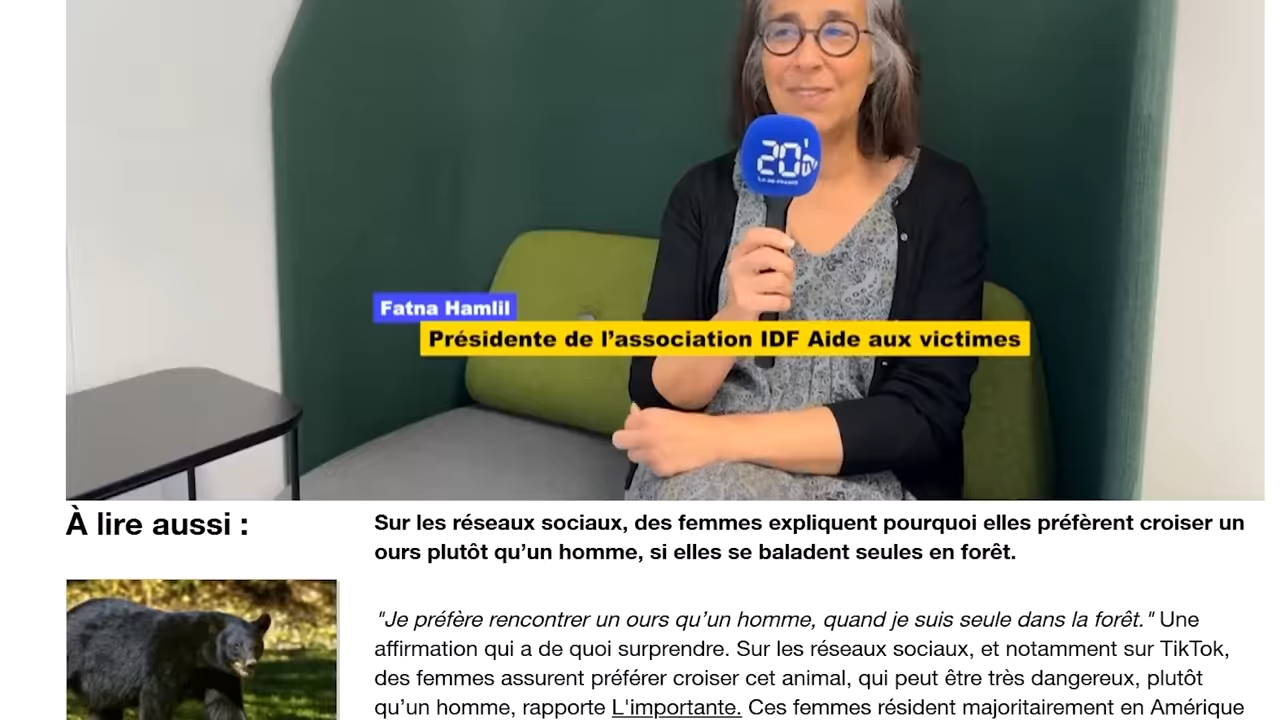 20'
TV
ÎLE-DE-FRANCE
Fatna Hamlil
Présidente de l’association IDF Aide aux victimes
À lire aussi :
Sur les réseaux sociaux, des femmes expliquent pourquoi elles préfèrent croiser un
ours plutôt qu’un homme, si elles se baladent seules en forêt.
"Je préfère rencontrer un ours qu’un homme, quand je suis seule dans la forêt." Une
affirmation qui a de quoi surprendre. Sur les réseaux sociaux, et notamment sur TikTok,
des femmes assurent préférer croiser cet animal, qui peut être très dangereux, plutôt
qu’un homme, rapporte L'importante. Ces femmes résident majoritairement en Amérique